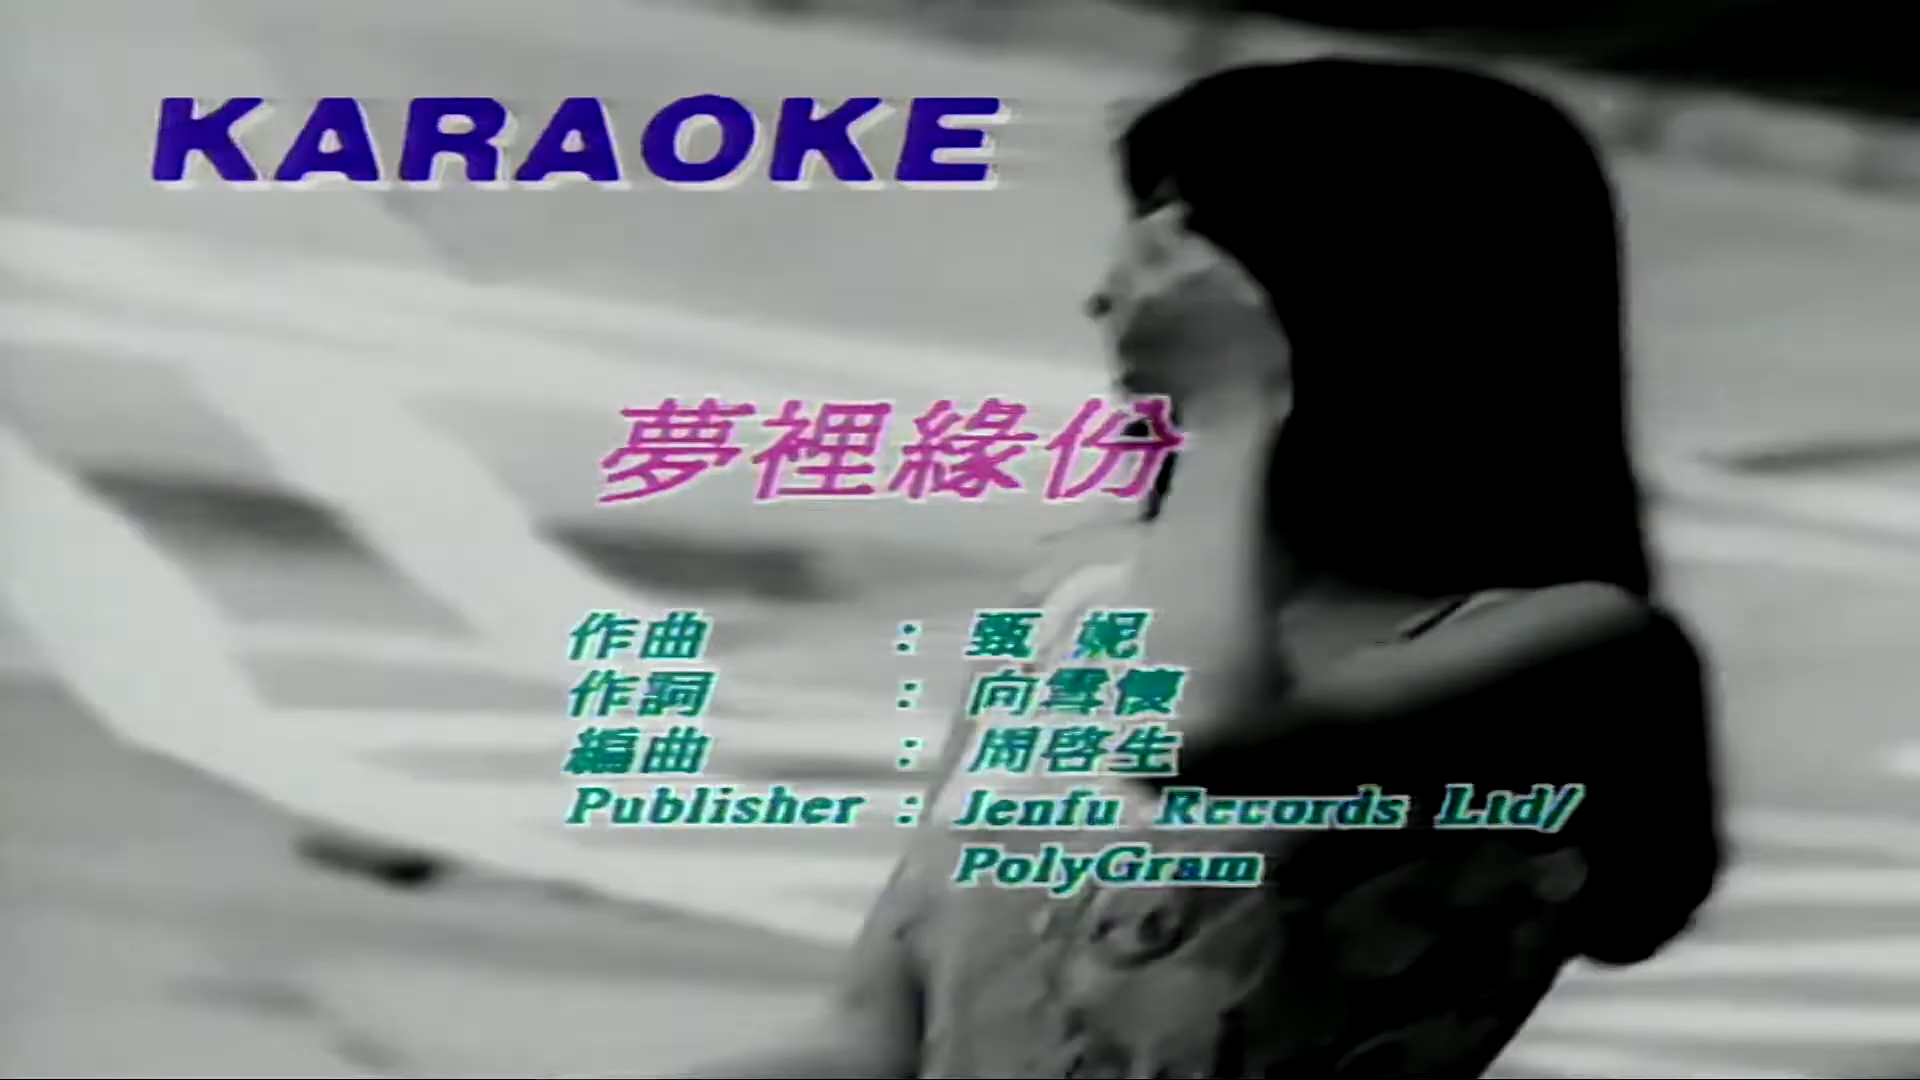 KARAOKE
夢裡緣份
作曲 : 甄 妮
作詞 : 向雪懷
編曲 : 周啓生
Publisher : Jenfu Records Ltd/
PolyGram